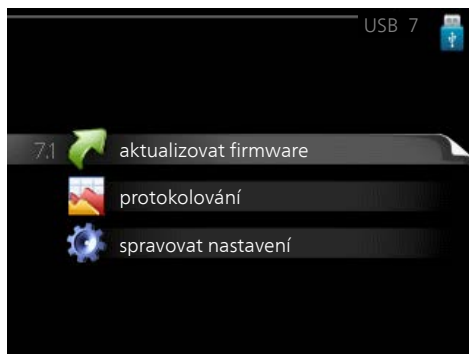 USB 7
7.1 aktualizovat firmware
protokolování
spravovat nastavení